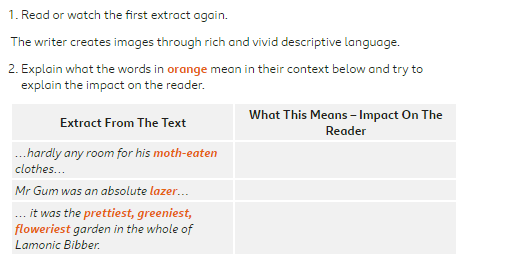 1. Read or watch the first extract again.
The writer creates images through rich and vivid descriptive language.
2. Explain what the words in orange mean in their context below and try to
explain the impact on the reader.
Extract From The Text
What This Means – Impact On The
Reader
...hardly any room for his moth-eaten
clothes...
Mr Gum was an absolute lazer...
... it was the prettiest, greeniest,
floweriest garden in the whole of
Lamonic Bibber.